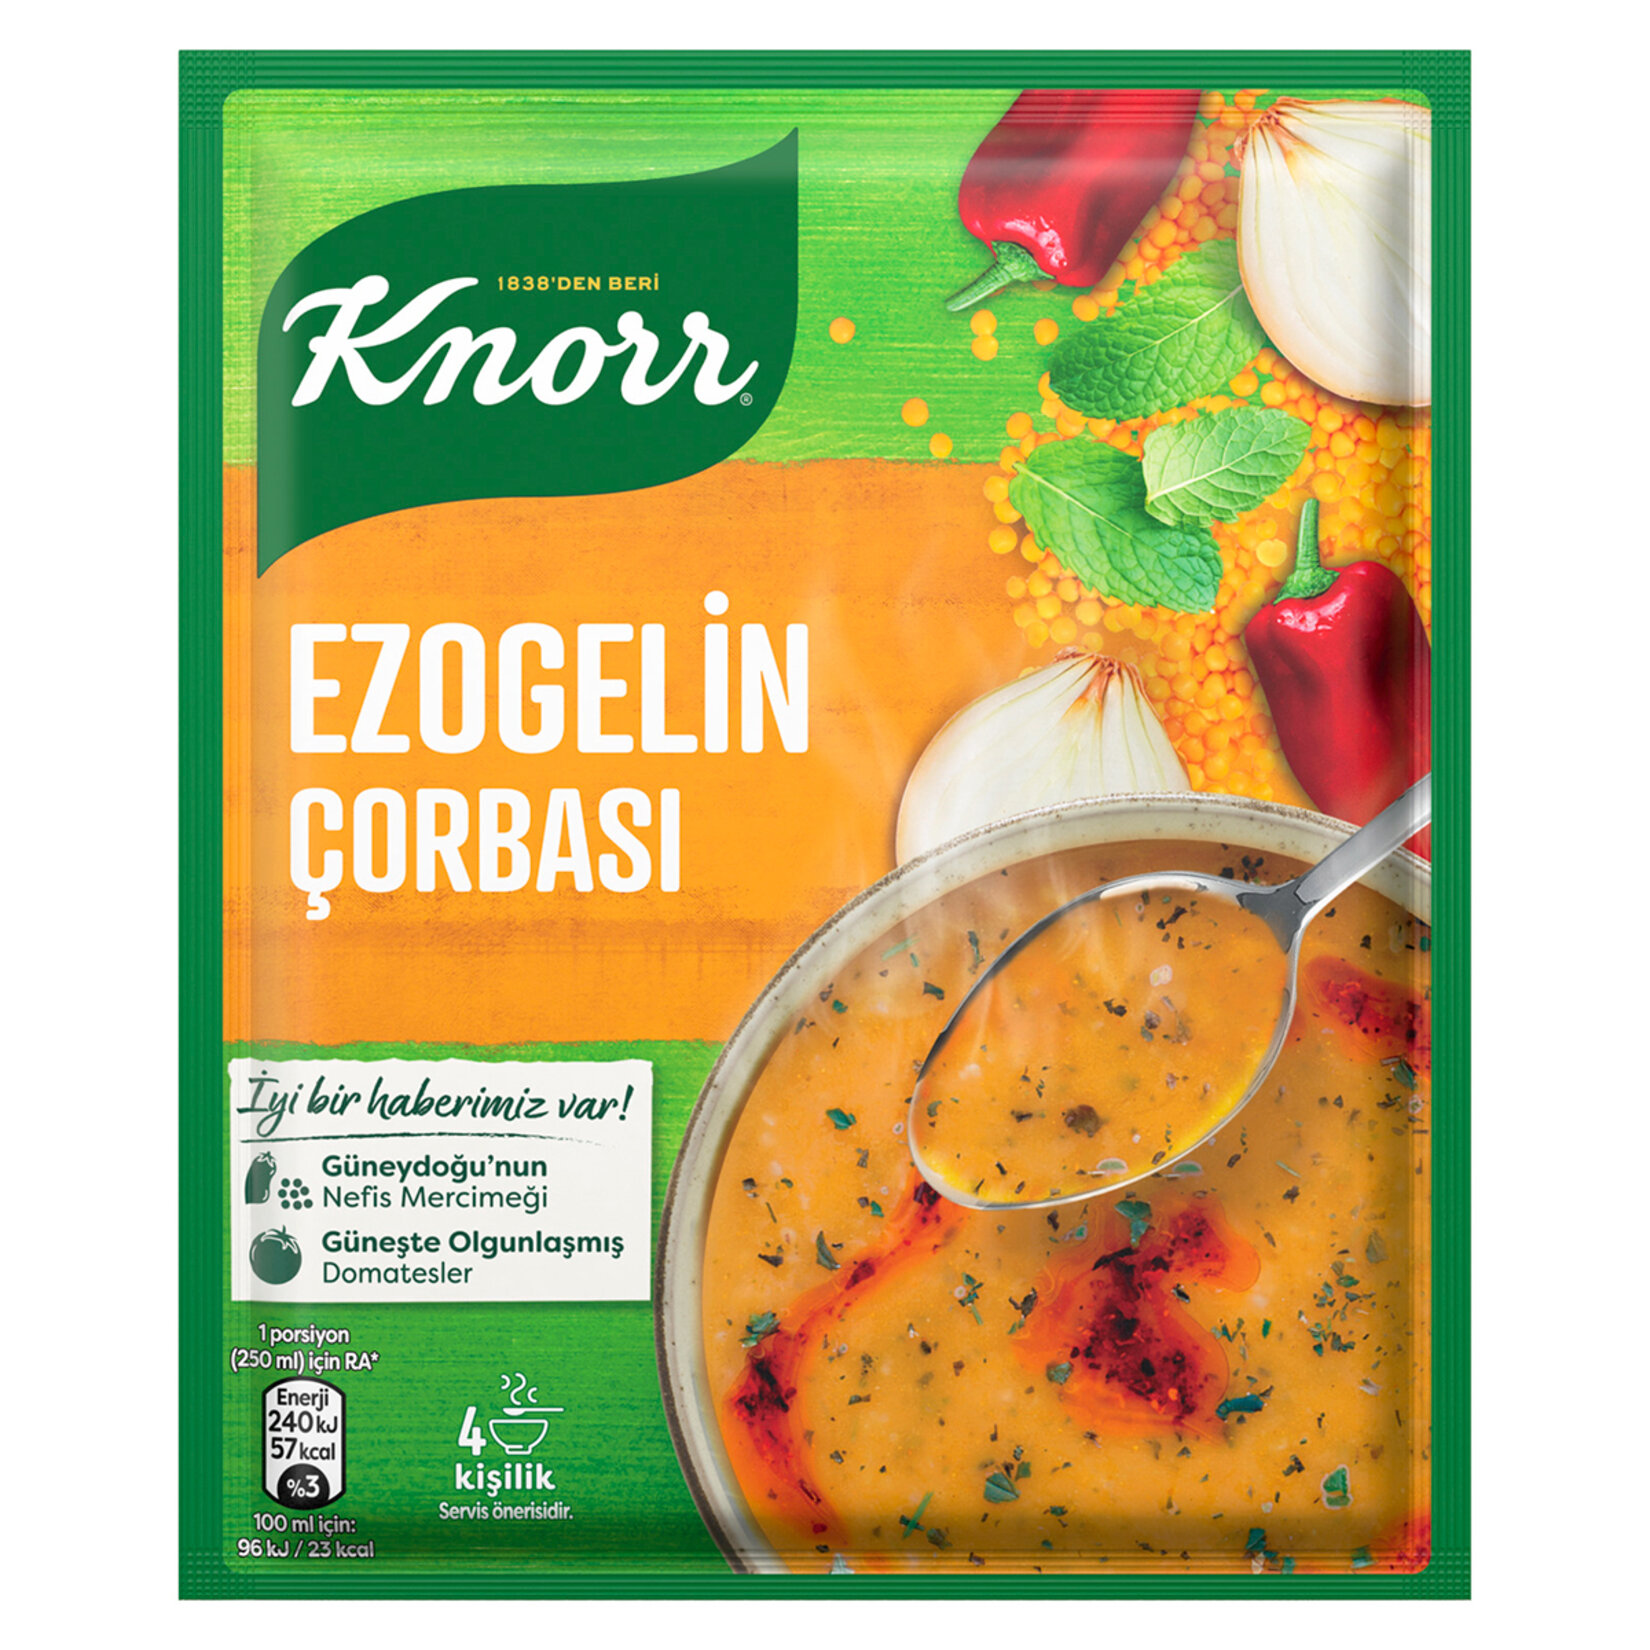 1838'DEN BERİ
Knorr®
EZOGELİN
ÇORBASI
İyi bir haberimiz var!
Güneydoğu'nun
Nefis Mercimeği
Güneşte Olgunlaşmış
Domatesler
1 porsiyon
(250 ml) için RA*
Enerji
240 kJ
57 kcal
%3
100 ml için:
96 kJ / 23 kcal
4
kişilik
Servis önerisidir.